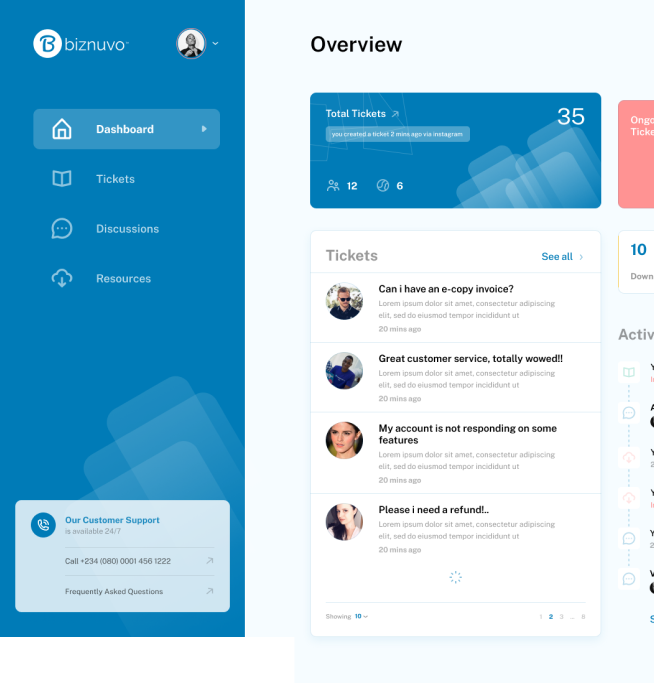 biznuvo
Dashboard
Tickets
Discussions
Resources
Our Customer Support
is available 24/7
Call +234 (080) 0001 456 1222
Frequently Asked Questions
Overview
Total Tickets
35
you created a ticket 2 mins ago via instagram
12
6
Tickets
See all
Can i have an e-copy invoice?
Lorem ipsum dolor sit amet, consectetur adipiscing
elit, sed do eiusmod tempor incididunt ut
20 mins ago
Great customer service, totally wowed!!
Lorem ipsum dolor sit amet, consectetur adipiscing
elit, sed do eiusmod tempor incididunt ut
20 mins ago
My account is not responding on some
features
Lorem ipsum dolor sit amet, consectetur adipiscing
elit, sed do eiusmod tempor incididunt ut
20 mins ago
Please i need a refund!..
Lorem ipsum dolor sit amet, consectetur adipiscing
elit, sed do eiusmod tempor incididunt ut
20 mins ago
Showing 10
1 2 3 ... 8
Ongo
Ticke
10
Down
Activ